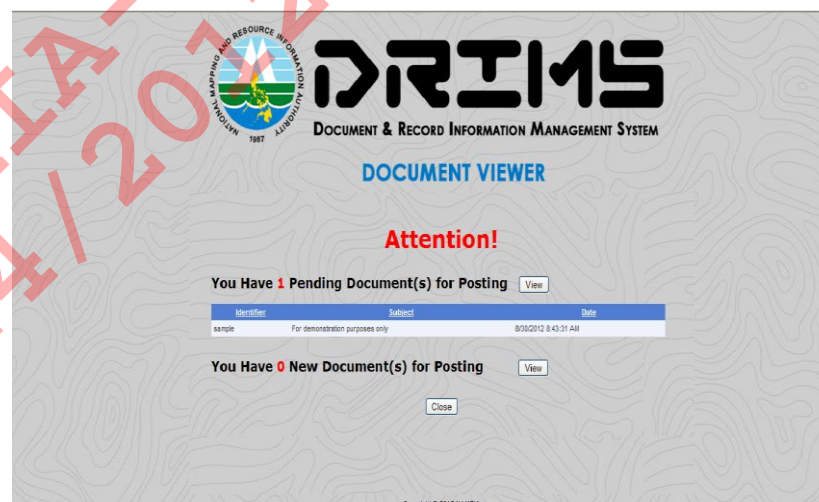 NATIONAL MAPPING AND RESOURCE INFORMATION AUTHORITY
1987
DRIMS
DOCUMENT & RECORD INFORMATION MANAGEMENT SYSTEM
DOCUMENT VIEWER
Attention!
You Have 1 Pending Document(s) for Posting View
Identifier Subject Date
sample For demonstration purposes only 8/30/2012 8:43:31 AM
You Have 0 New Document(s) for Posting View
Close